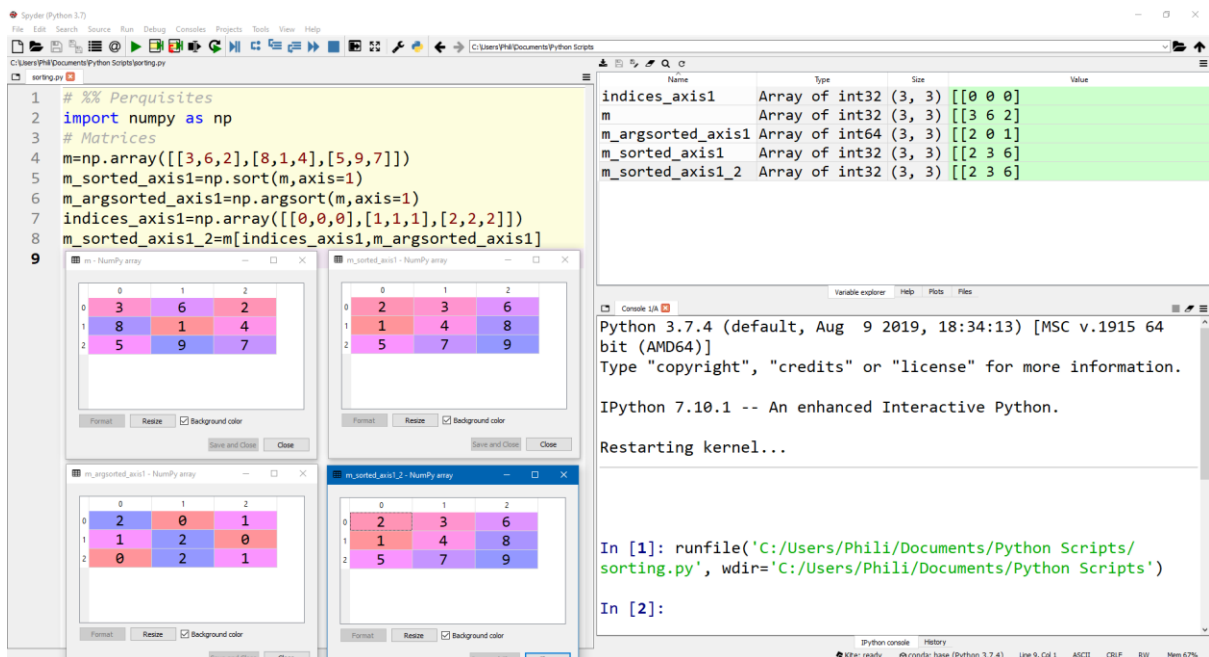 Spyder (Python 3.7)
File Edit Search Source Run Debug Consoles Projects Tools View Help
C:\Users\Phili\Documents\Python Scripts
C:\Users\Phili\Documents\Python Scripts\sorting.py
sorting.py
1 # %% Perquisites
2 import numpy as np
3 # Matrices
4 m=np.array([[3,6,2],[8,1,4],[5,9,7]])
5 m_sorted_axis1=np.sort(m,axis=1)
6 m_argsorted_axis1=np.argsort(m,axis=1)
7 indices_axis1=np.array([[0,0,0],[1,1,1],[2,2,2]])
8 m_sorted_axis1_2=m[indices_axis1,m_argsorted_axis1]
9
m - NumPy array
0 1 2
0 3 6 2
1 8 1 4
2 5 9 7
Format Resize Background color
Save and Close Close
m_sorted_axis1 - NumPy array
0 1 2
0 2 3 6
1 1 4 8
2 5 7 9
Format Resize Background color
Save and Close Close
m_argsorted_axis1 - NumPy array
0 1 2
0 2 0 1
1 1 2 0
2 0 2 1
Format Resize Background color
m_sorted_axis1_2 - NumPy array
0 1 2
0 2 3 6
1 1 4 8
2 5 7 9
Format Resize Background color
Name Type Size Value
indices_axis1 Array of int32 (3, 3) [[0 0 0]
m Array of int32 (3, 3) [[3 6 2]
m_argsorted_axis1 Array of int64 (3, 3) [[2 0 1]
m_sorted_axis1 Array of int32 (3, 3) [[2 3 6]
m_sorted_axis1_2 Array of int32 (3, 3) [[2 3 6]
Variable explorer Help Plots Files
Console 1/A
Python 3.7.4 (default, Aug 9 2019, 18:34:13) [MSC v.1915 64
bit (AMD64)]
Type "copyright", "credits" or "license" for more information.
IPython 7.10.1 -- An enhanced Interactive Python.
Restarting kernel...
In [1]: runfile('C:/Users/Phili/Documents/Python Scripts/
sorting.py', wdir='C:/Users/Phili/Documents/Python Scripts')
In [2]:
IPython console History
Kite: ready conda: base (Python 3.7.4) Line 9, Col 1 ASCII CRLF RW Mem 67%